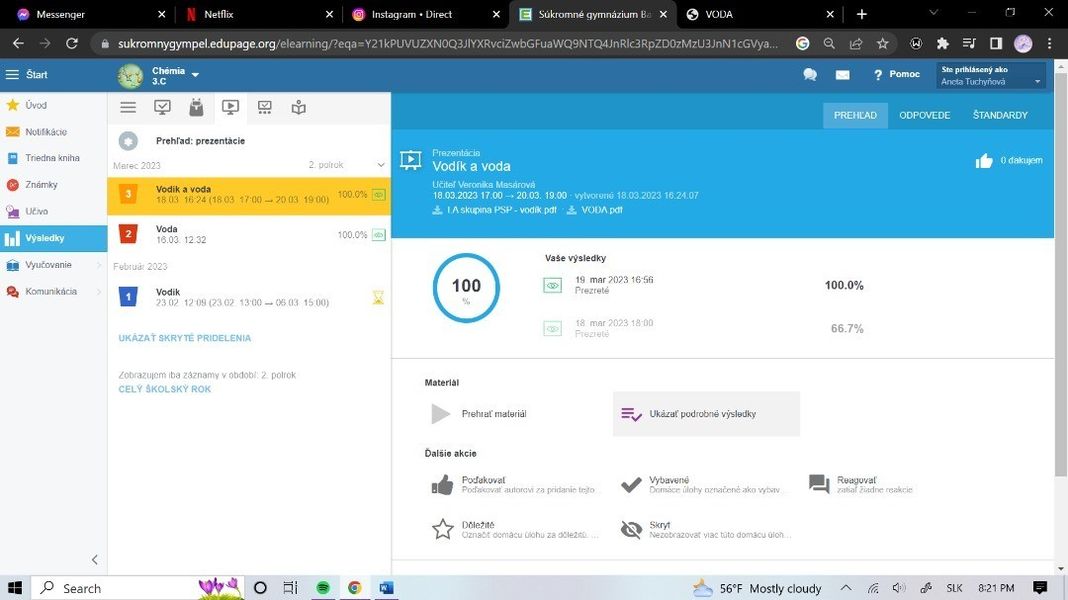 Messenger
Netflix
Instagram • Direct
Súkromné gymnázium Ba
VODA
sukromnygympel.edupage.org/elearning/?eqa=Y21kPUVUZXN0Q3JlYXRvciZwbGFuaWQ9NTQ4JnRlc3RpZD0zMzU3JnN1cGVya...
Štart
Chémia
3.C
Pomoc
Ste prihlásený ako
Aneta Tuchyňová
Úvod
Notifikácie
Triedna kniha
Známky
Učivo
Výsledky
Vyučovanie
Komunikácia
Prehľad: prezentácie
Marec 2023
2. polrok
3
Vodík a voda
18.03. 16:24 (18.03. 17:00 → 20.03. 19:00)
100.0%
2
Voda
16.03. 12:32
100.0%
Február 2023
1
Vodík
23.02. 12:09 (23.02. 13:00 → 06.03. 15:00)
UKÁZAŤ SKRYTÉ PRIDELENIA
Zobrazujem iba záznamy v období: 2. polrok
CELÝ ŠKOLSKÝ ROK
PREHĽAD
ODPOVEDE
ŠTANDARDY
Prezentácia
Vodík a voda
Učiteľ Veronika Masárová
18.03.2023 17:00 → 20.03. 19:00 · vytvorené 18.03.2023 16:24:07
I.A skupina PSP - vodík.pdf
VODA.pdf
0 ďakujem
100
%
Vaše výsledky
19. mar 2023 16:56
Prezreté
100.0%
18. mar 2023 18:00
Prezreté
66.7%
Materiál
Prehrať materiál
Ukázať podrobné výsledky
Ďalšie akcie
Poďakovať
Poďakovať autorovi za pridanie tejto ...
Vybavené
Domáce úlohy označené ako vybav...
Reagovať
zatiaľ žiadne reakcie
Dôležité
Označiť domácu úlohu za dôležitú. ...
Skryť
Nezobrazovať viac túto domácu úloh...
Search
56°F Mostly cloudy
SLK
8:21 PM